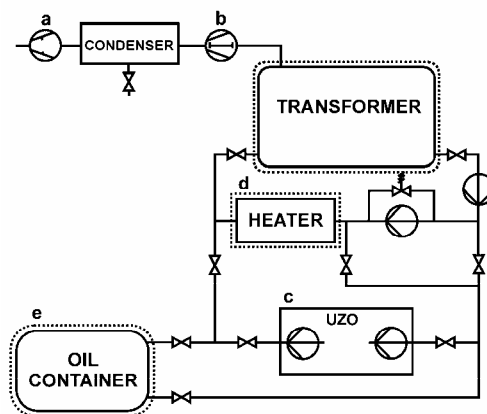 a
b
CONDENSER
TRANSFORMER
d
HEATER
c
UZO
e
OIL
CONTAINER